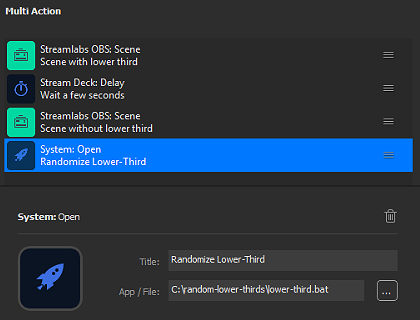 Multi Action
Streamlabs OBS: Scene
Scene with lower third
Stream Deck: Delay
Wait a few seconds
Streamlabs OBS: Scene
Scene without lower third
System: Open
Randomize Lower-Third
System: Open
Title: Randomize Lower-Third
App / File: C:\random-lower-thirds\lower-third.bat ...